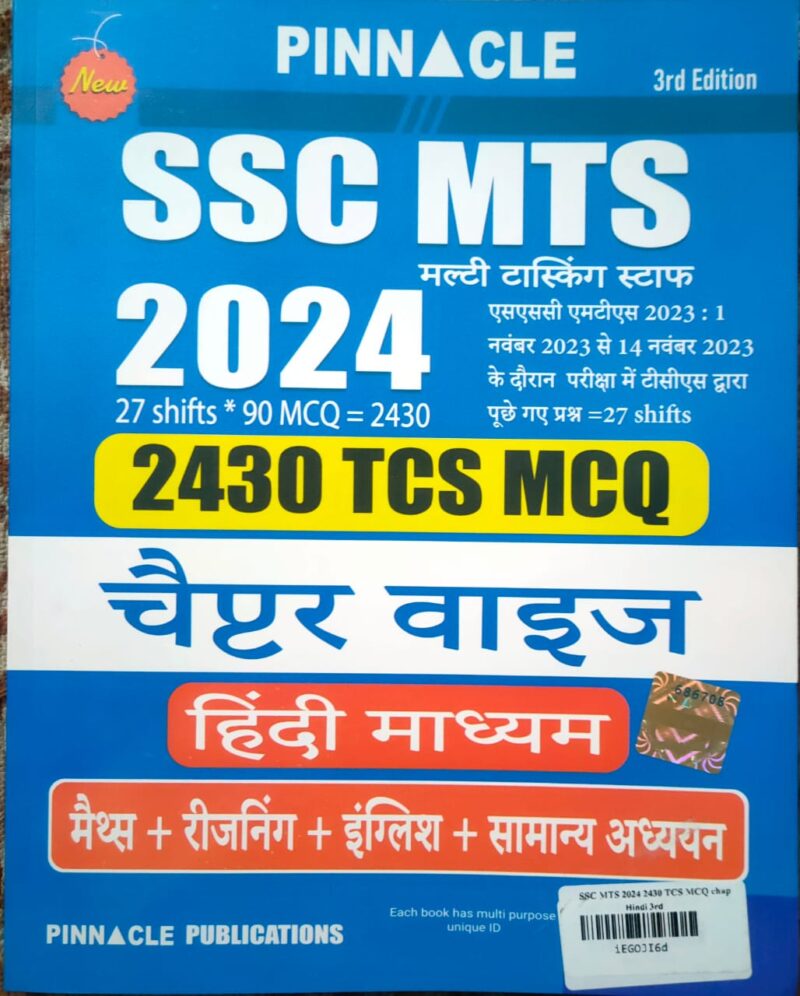 New
PINNACLE
3rd Edition
SSC MTS
मल्टी टास्किंग स्टाफ
2024
27 shifts * 90 MCQ = 2430
एसएससी एमटीएस 2023 : 1
नवंबर 2023 से 14 नवंबर 2023
के दौरान परीक्षा में टीसीएस द्वारा
पूछे गए प्रश्न =27 shifts
2430 TCS MCQ
चैप्टर वाइज
हिंदी माध्यम
686708
मैथ्स + रीजनिंग + इंग्लिश + सामान्य अध्ययन
PINNACLE PUBLICATIONS
Each book has multi purpose
unique ID
SSC MTS 2024 2430 TCS MCQ chap
Hindi 3rd
iEGOJI6d